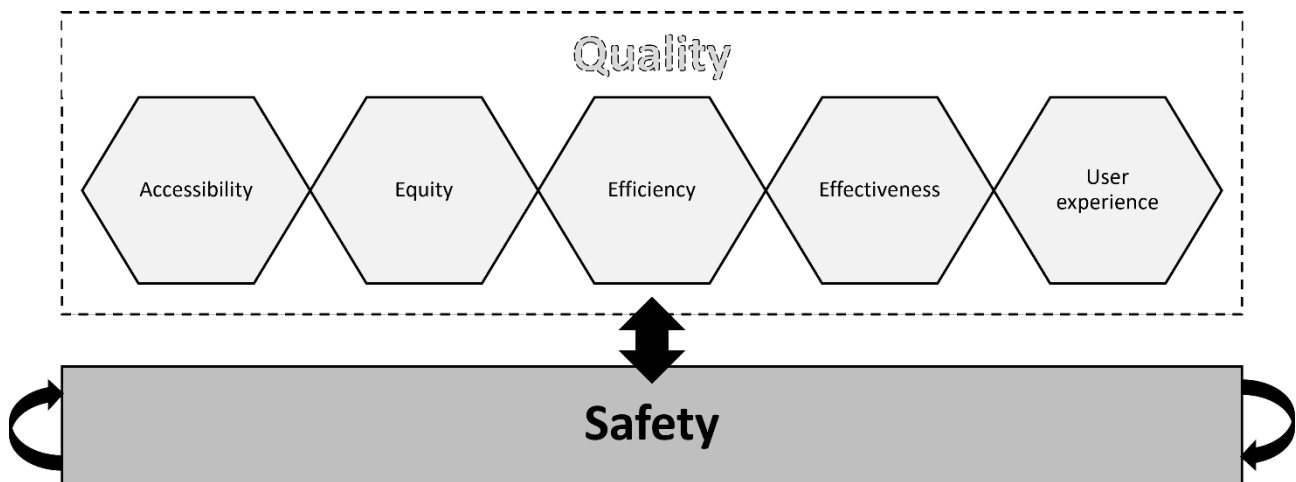 Quality
Accessibility
Equity
Efficiency
Effectiveness
User
experience
Safety